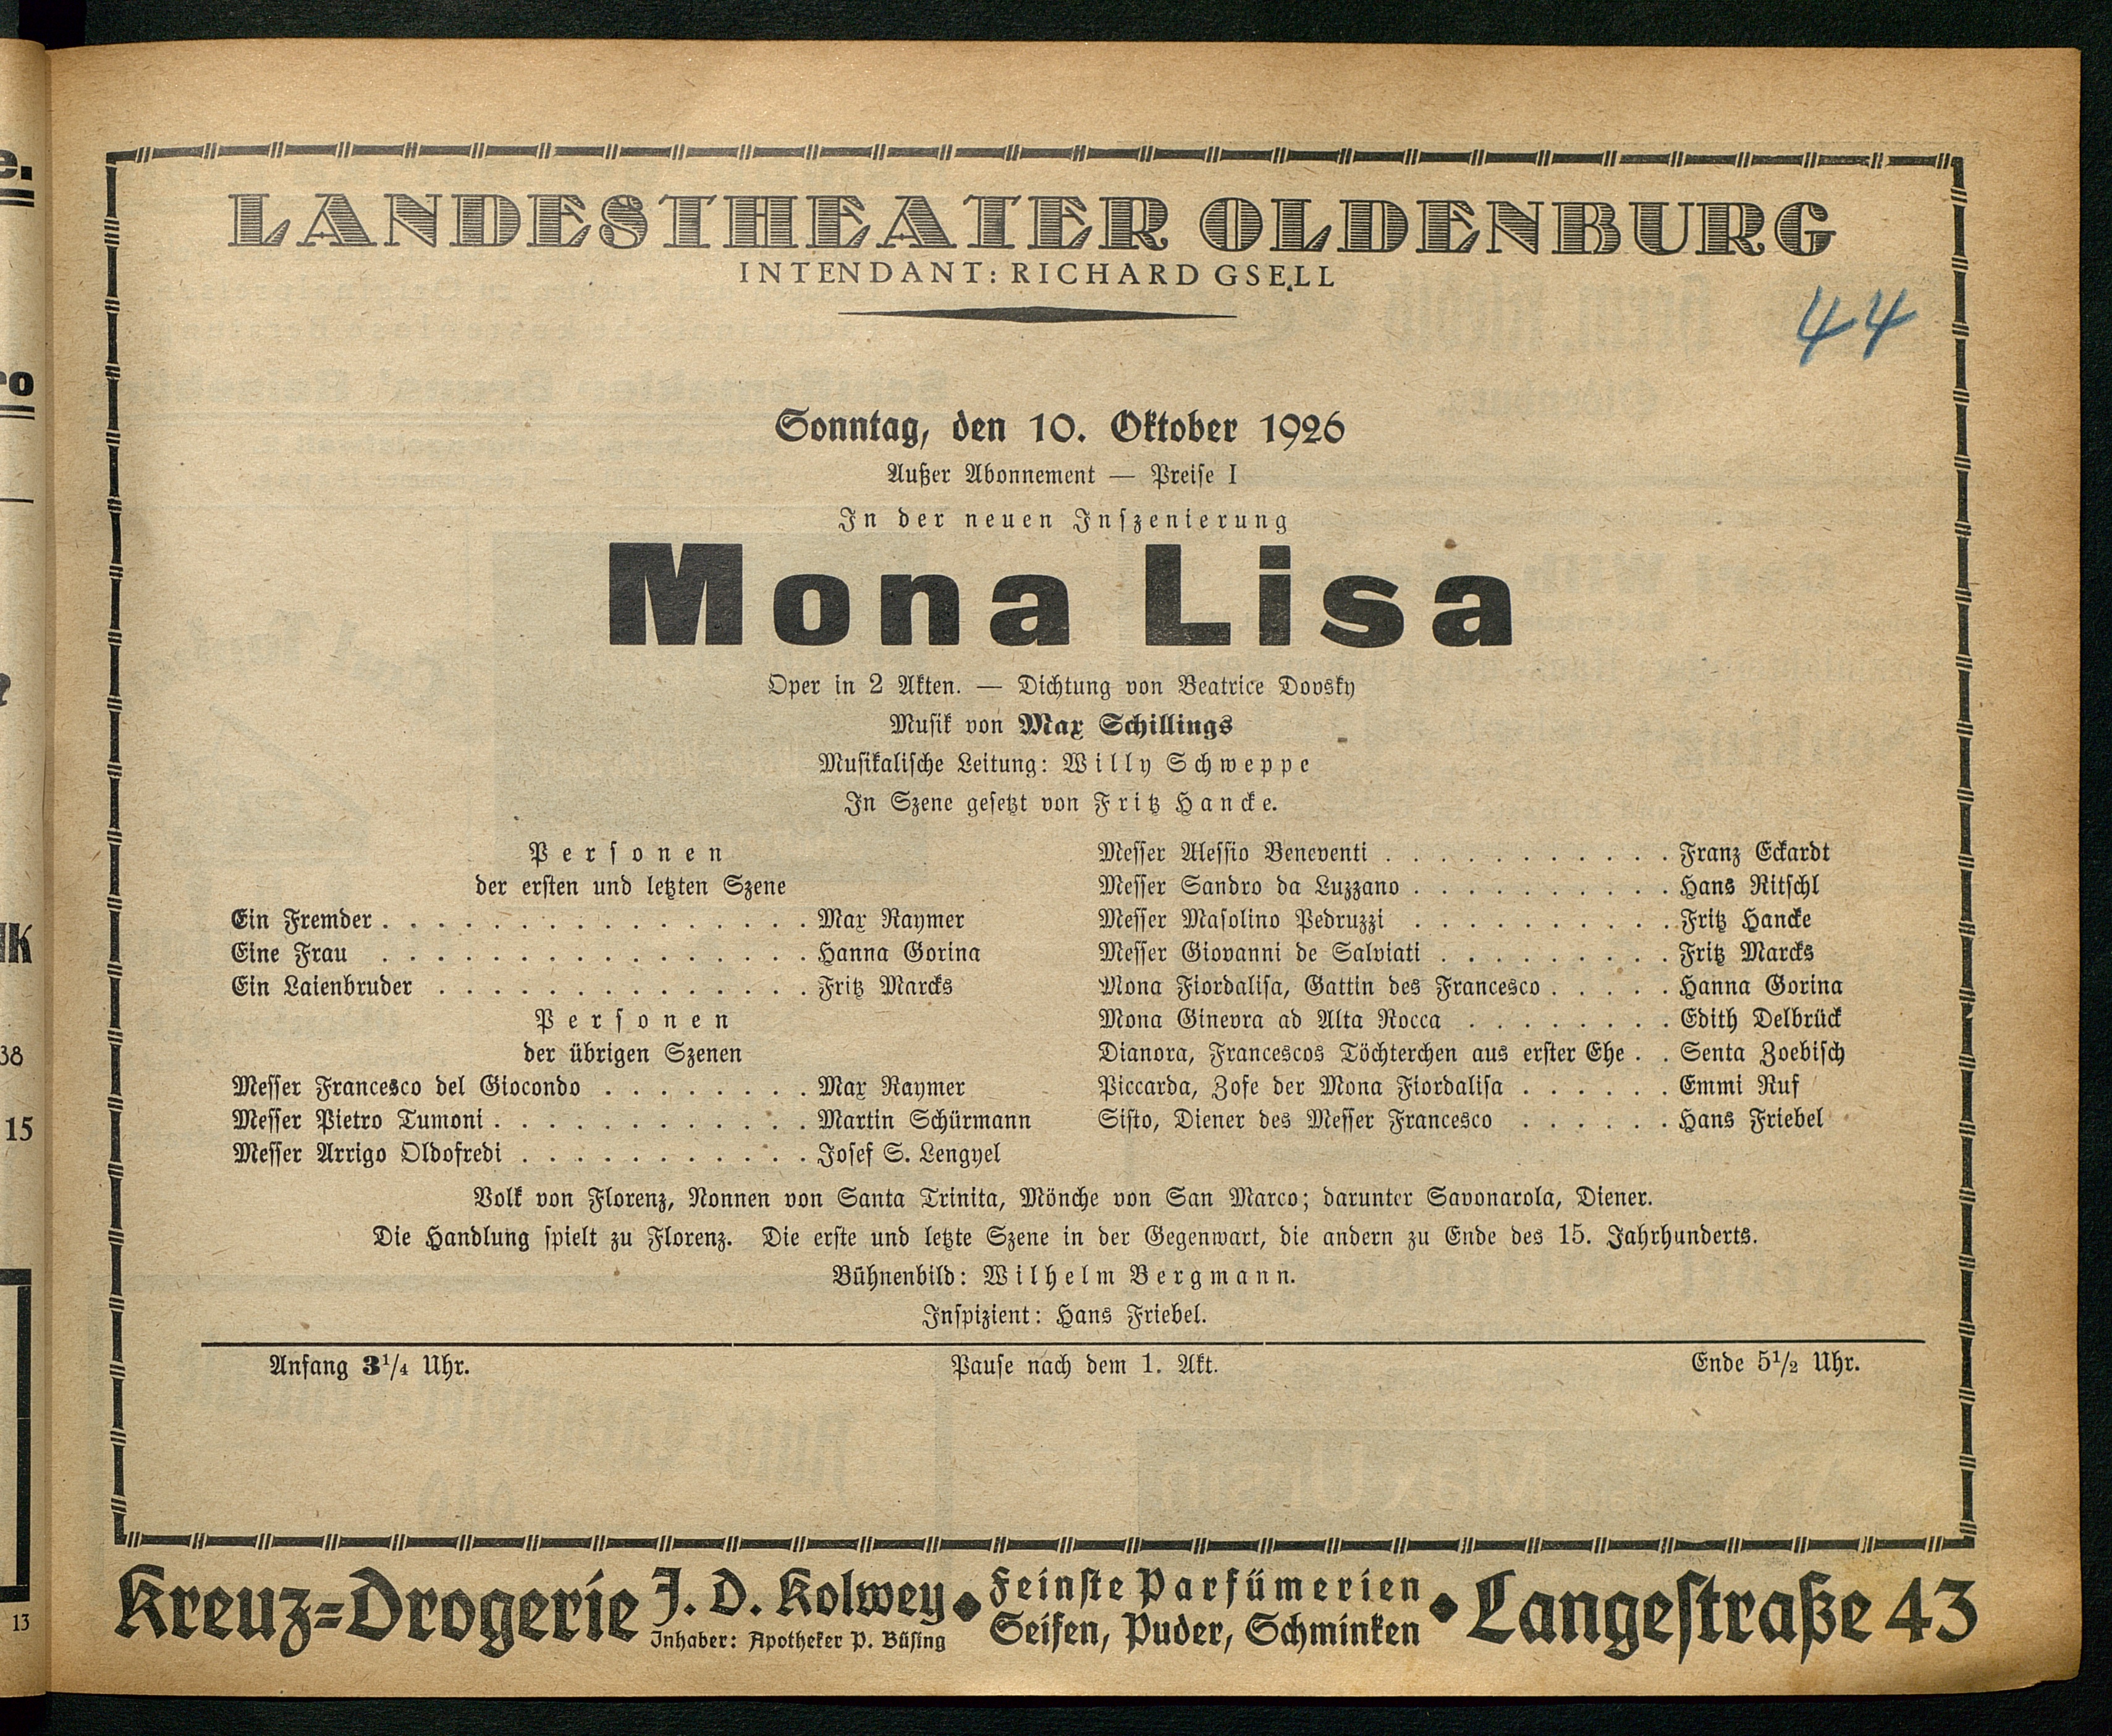 LANDESTHEATER OLDENBURG
INTENDANT: RICHARD GSELL
44
Sonntag, den 10. Oktober 1926
Außer Abonnement — Preise I
In der neuen Inszenierung
Mona Lisa
Oper in 2 Akten. — Dichtung von Beatrice Dovsky
Musik von Max Schillings
Musikalische Leitung: Willy Schweppe
In Szene gesetzt von Fritz Hancke.
Personen
der ersten und letzten Szene
Ein Fremder . . . . . . . . . . . . . . . . Max Raymer
Eine Frau . . . . . . . . . . . . . . . . Hanna Gorina
Ein Laienbruder . . . . . . . . . . . . . . Fritz Marcks
Personen
der übrigen Szenen
Messer Francesco del Giocondo . . . . . . . . Max Raymer
Messer Pietro Tumoni . . . . . . . . . . . . Martin Schürmann
Messer Arrigo Oldofredi . . . . . . . . . . . Josef S. Lengyel
Messer Alessio Beneventi . . . . . . . . . . . Franz Eckardt
Messer Sandro da Luzzano . . . . . . . . . . Hans Ritschl
Messer Masolino Pedruzzi . . . . . . . . . . Fritz Hancke
Messer Giovanni de Salviati . . . . . . . . . Fritz Marcks
Mona Fiordalisa, Gattin des Francesco . . . . . Hanna Gorina
Mona Ginevra ad Alta Rocca . . . . . . . . Edith Delbrück
Dianora, Francescos Töchterchen aus erster Ehe . . Senta Zoebisch
Piccarda, Zofe der Mona Fiordalisa . . . . . . Emmi Ruf
Sisto, Diener des Messer Francesco . . . . . . Hans Friebel
Volk von Florenz, Nonnen von Santa Trinita, Mönche von San Marco; darunter Savonarola, Diener.
Die Handlung spielt zu Florenz. Die erste und letzte Szene in der Gegenwart, die andern zu Ende des 15. Jahrhunderts.
Bühnenbild: Wilhelm Bergmann.
Inspizient: Hans Friebel.
Anfang 3¹/₄ Uhr. Pause nach dem 1. Akt. Ende 5¹/₂ Uhr.
Kreuz=Drogerie J. D. Kolwey ◆ Feinste Parfümerien ◆ Langestraße 43
Inhaber: Apotheker P. Büsing Seifen, Puder, Schminken
38
15
13